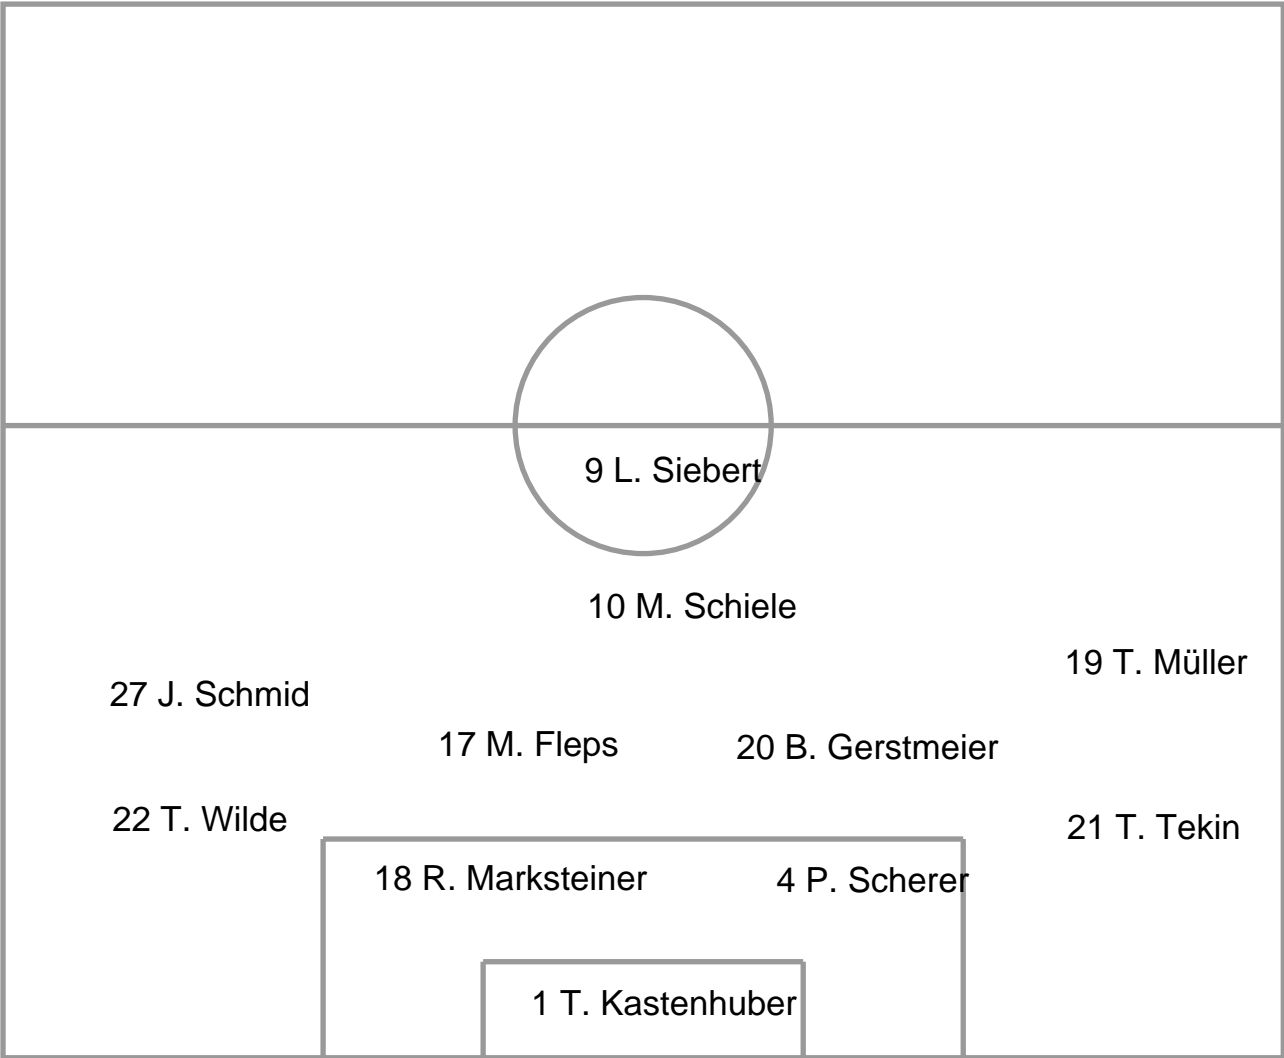 9 L. Siebert
10 M. Schiele
19 T. Müller
27 J. Schmid
17 M. Fleps
20 B. Gerstmeier
22 T. Wilde
21 T. Tekin
18 R. Marksteiner
4 P. Scherer
1 T. Kastenhuber